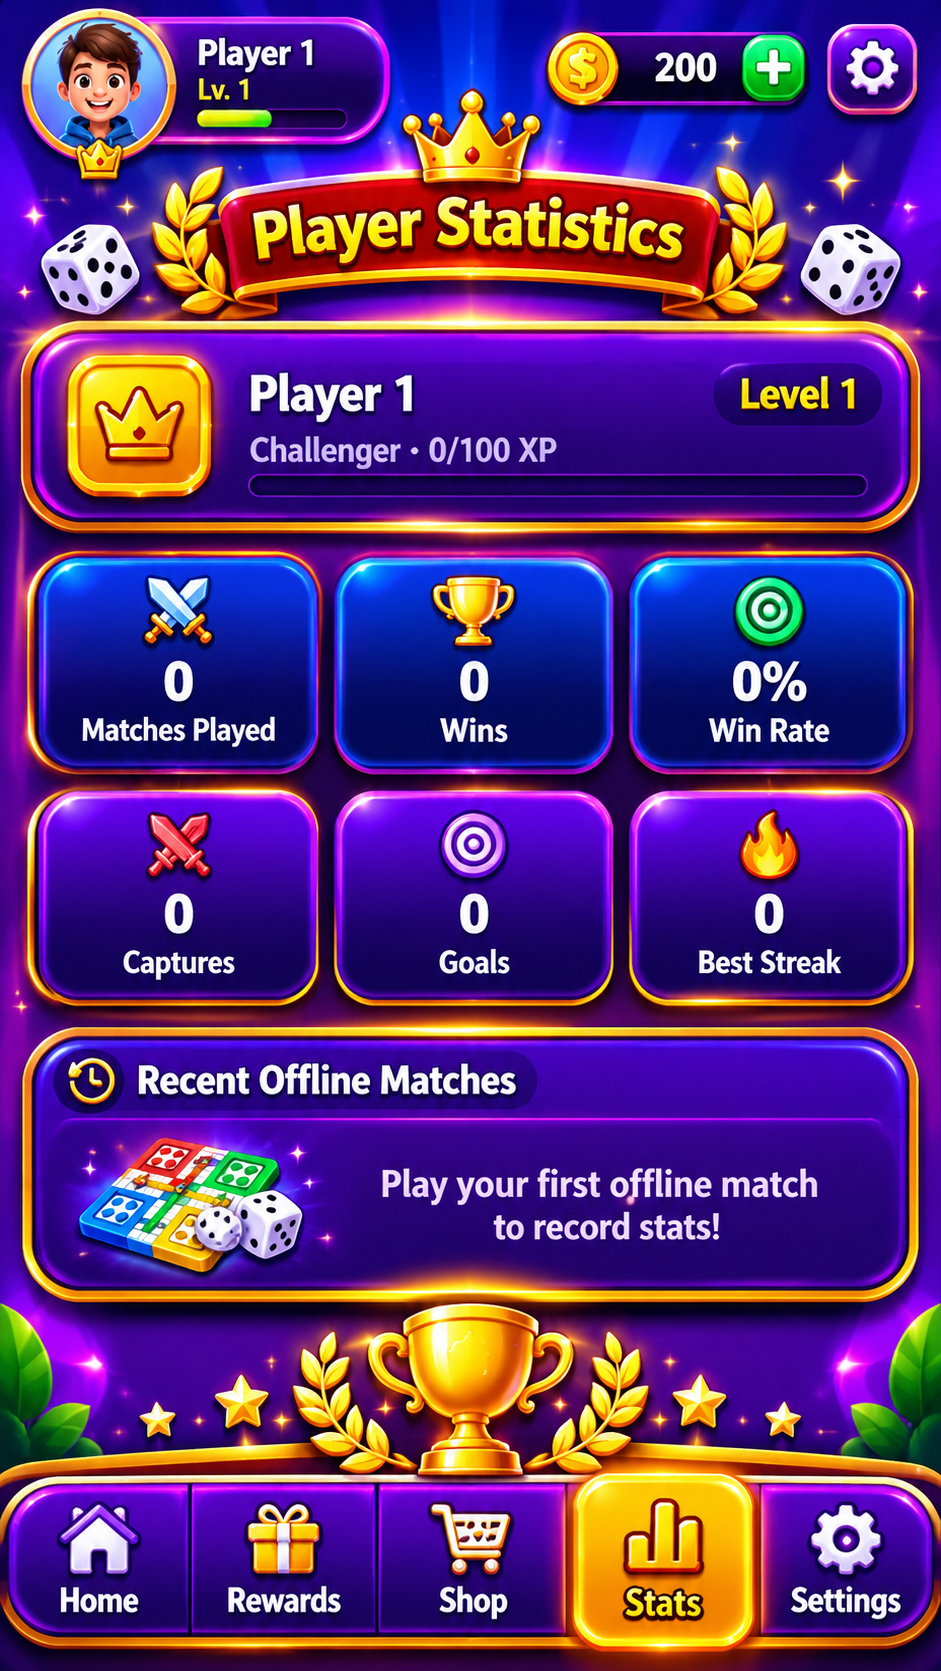 Player 1
Lv. 1
200
Player Statistics
Player 1
Level 1
Challenger • 0/100 XP
0
Matches Played
0
Wins
0%
Win Rate
0
Captures
0
Goals
0
Best Streak
Recent Offline Matches
Play your first offline match
to record stats!
Home
Rewards
Shop
Stats
Settings